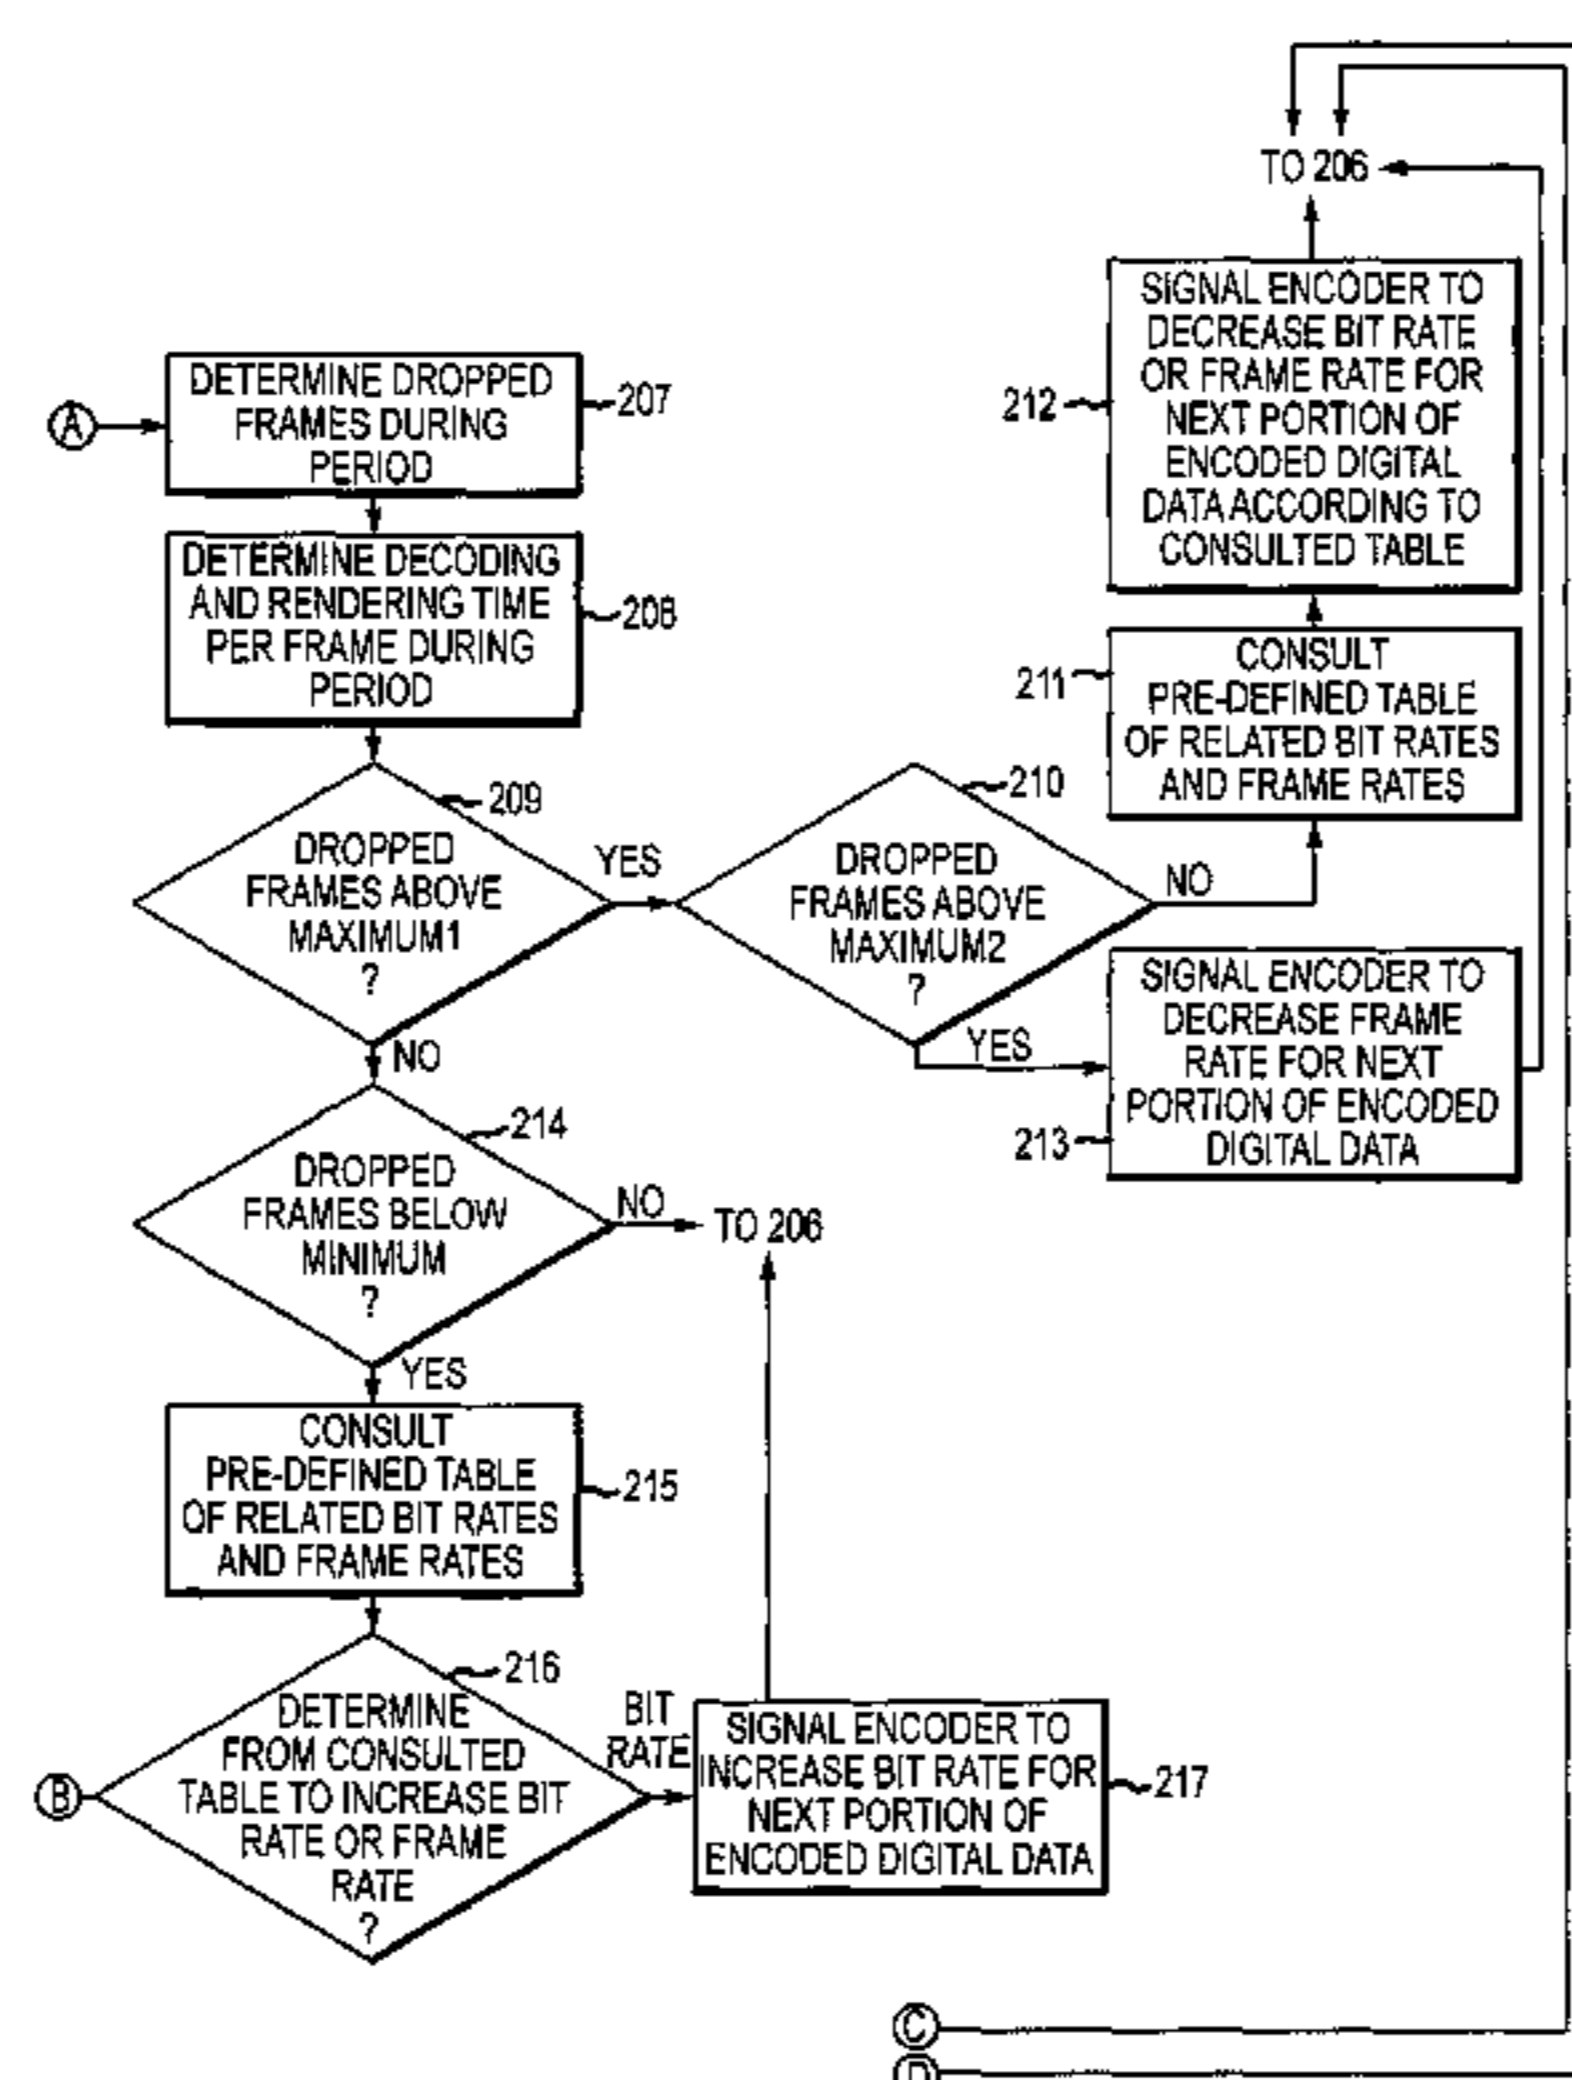 TO 206
SIGNAL ENCODER TO
DECREASE BIT RATE
OR FRAME RATE FOR
NEXT PORTION OF
ENCODED DIGITAL
DATA ACCORDING TO
CONSULTED TABLE
212
A
DETERMINE DROPPED
FRAMES DURING
PERIOD
207
DETERMINE DECODING
AND RENDERING TIME
PER FRAME DURING
PERIOD
208
CONSULT
PRE-DEFINED TABLE
OF RELATED BIT RATES
AND FRAME RATES
211
209
DROPPED
FRAMES ABOVE
MAXIMUM1
?
YES
NO
210
DROPPED
FRAMES ABOVE
MAXIMUM2
?
NO
YES
SIGNAL ENCODER TO
DECREASE FRAME
RATE FOR NEXT
PORTION OF ENCODED
DIGITAL DATA
213
214
DROPPED
FRAMES BELOW
MINIMUM
?
NO
TO 206
YES
CONSULT
PRE-DEFINED TABLE
OF RELATED BIT RATES
AND FRAME RATES
215
216
DETERMINE
FROM CONSULTED
TABLE TO INCREASE BIT
RATE OR FRAME
RATE
?
B
BIT
RATE
SIGNAL ENCODER TO
INCREASE BIT RATE FOR
NEXT PORTION OF
ENCODED DIGITAL DATA
217
C
D